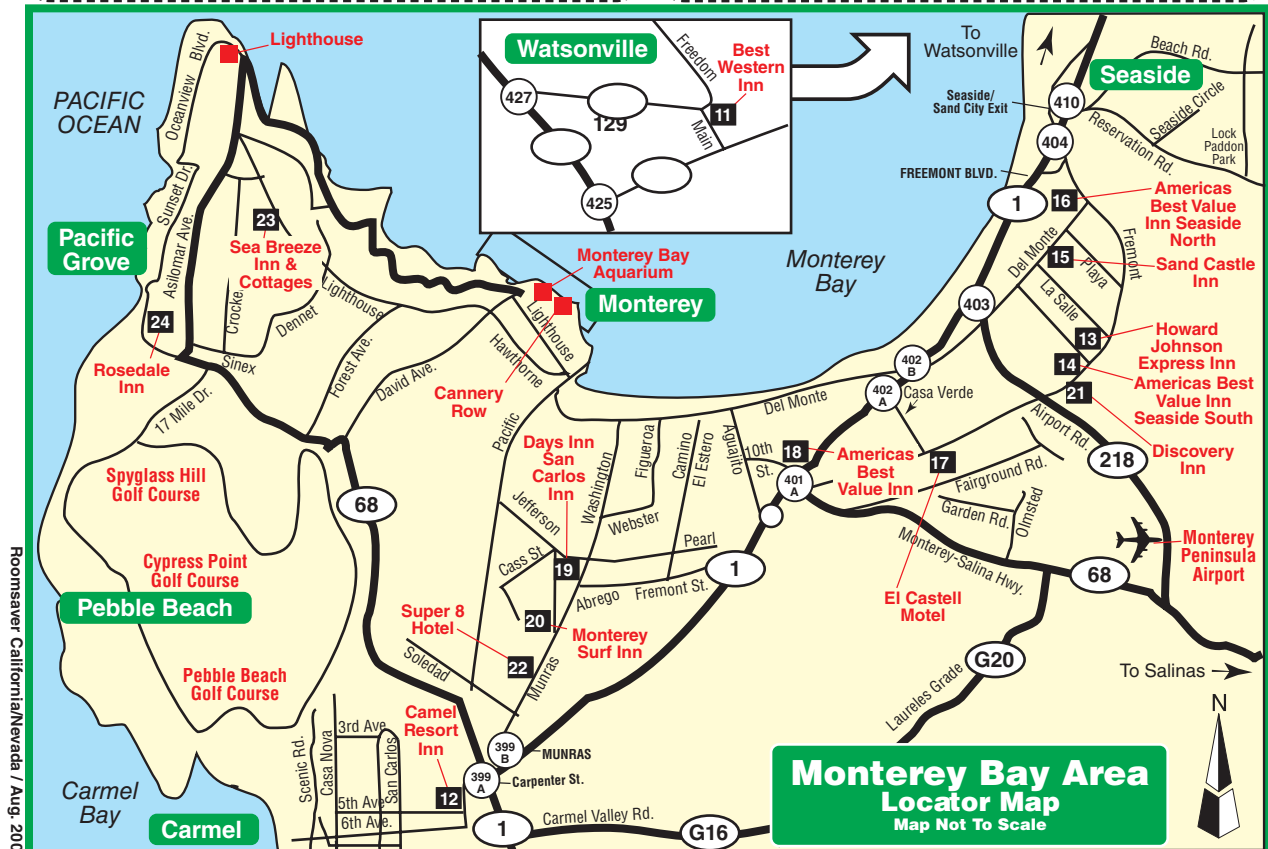 Lighthouse
Oceanview Blvd.
PACIFIC
OCEAN
Sunset Dr.
Pacific
Grove
Asilomar Ave.
23
Sea Breeze
Inn &
Cottages
Crocke
Dennet
Lighthouse
24
Rosedale
Inn
Sinex
17 Mile Dr.
Forest Ave.
David Ave.
Spyglass Hill
Golf Course
Cypress Point
Golf Course
Pebble Beach
Pebble Beach
Golf Course
68
Watsonville
Freedom
Best
Western
Inn
427
129
11
Main
425
To
Watsonville
Beach Rd.
Seaside
Seaside/
Sand City Exit
410
Seaside Circle
Reservation Rd.
Lock
Paddon
Park
404
FREEMONT BLVD.
1
16
Americas
Best Value
Inn Seaside
North
Del Monte
15
Playa
Fremont
Sand Castle
Inn
La Salle
Monterey
Bay
403
13
Howard
Johnson
Express Inn
14
Americas Best
Value Inn
Seaside South
21
Discovery
Inn
Airport Rd.
218
Monterey Bay
Aquarium
Monterey
Lighthouse
Hawthorne
Cannery
Row
Pacific
402
B
402
A
Casa Verde
Del Monte
Days Inn
San
Carlos
Inn
Washington
Figueroa
Camino
El Estero
Aguajito
10th
St.
18
Americas
Best
Value Inn
17
401
A
Fairground Rd.
Garden Rd.
Olmsted
Jefferson
Webster
Pearl
Cass St.
19
Abrego
Fremont St.
1
Monterey-Salina Hwy.
68
Monterey
Peninsula
Airport
El Castell
Motel
Super 8
Hotel
20
Monterey
Surf Inn
22
Munras
Soledad
G20
Laureles Grade
To Salinas
N
Camel
Resort
Inn
399
B
MUNRAS
399
A
Carpenter St.
12
1
Carmel Valley Rd.
G16
Scenic Rd.
Casa Nova
3rd Ave
San Carlos
5th Ave
6th Ave.
Carmel
Bay
Carmel
Monterey Bay Area
Locator Map
Map Not To Scale
Roomsaver California/Nevada / Aug. 200